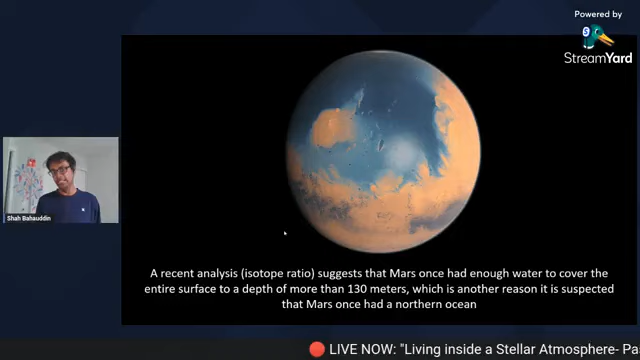 Powered by
StreamYard
Shah Bahauddin
A recent analysis (isotope ratio) suggests that Mars once had enough water to cover the
entire surface to a depth of more than 130 meters, which is another reason it is suspected
that Mars once had a northern ocean
LIVE NOW: "Living inside a Stellar Atmosphere- Pa